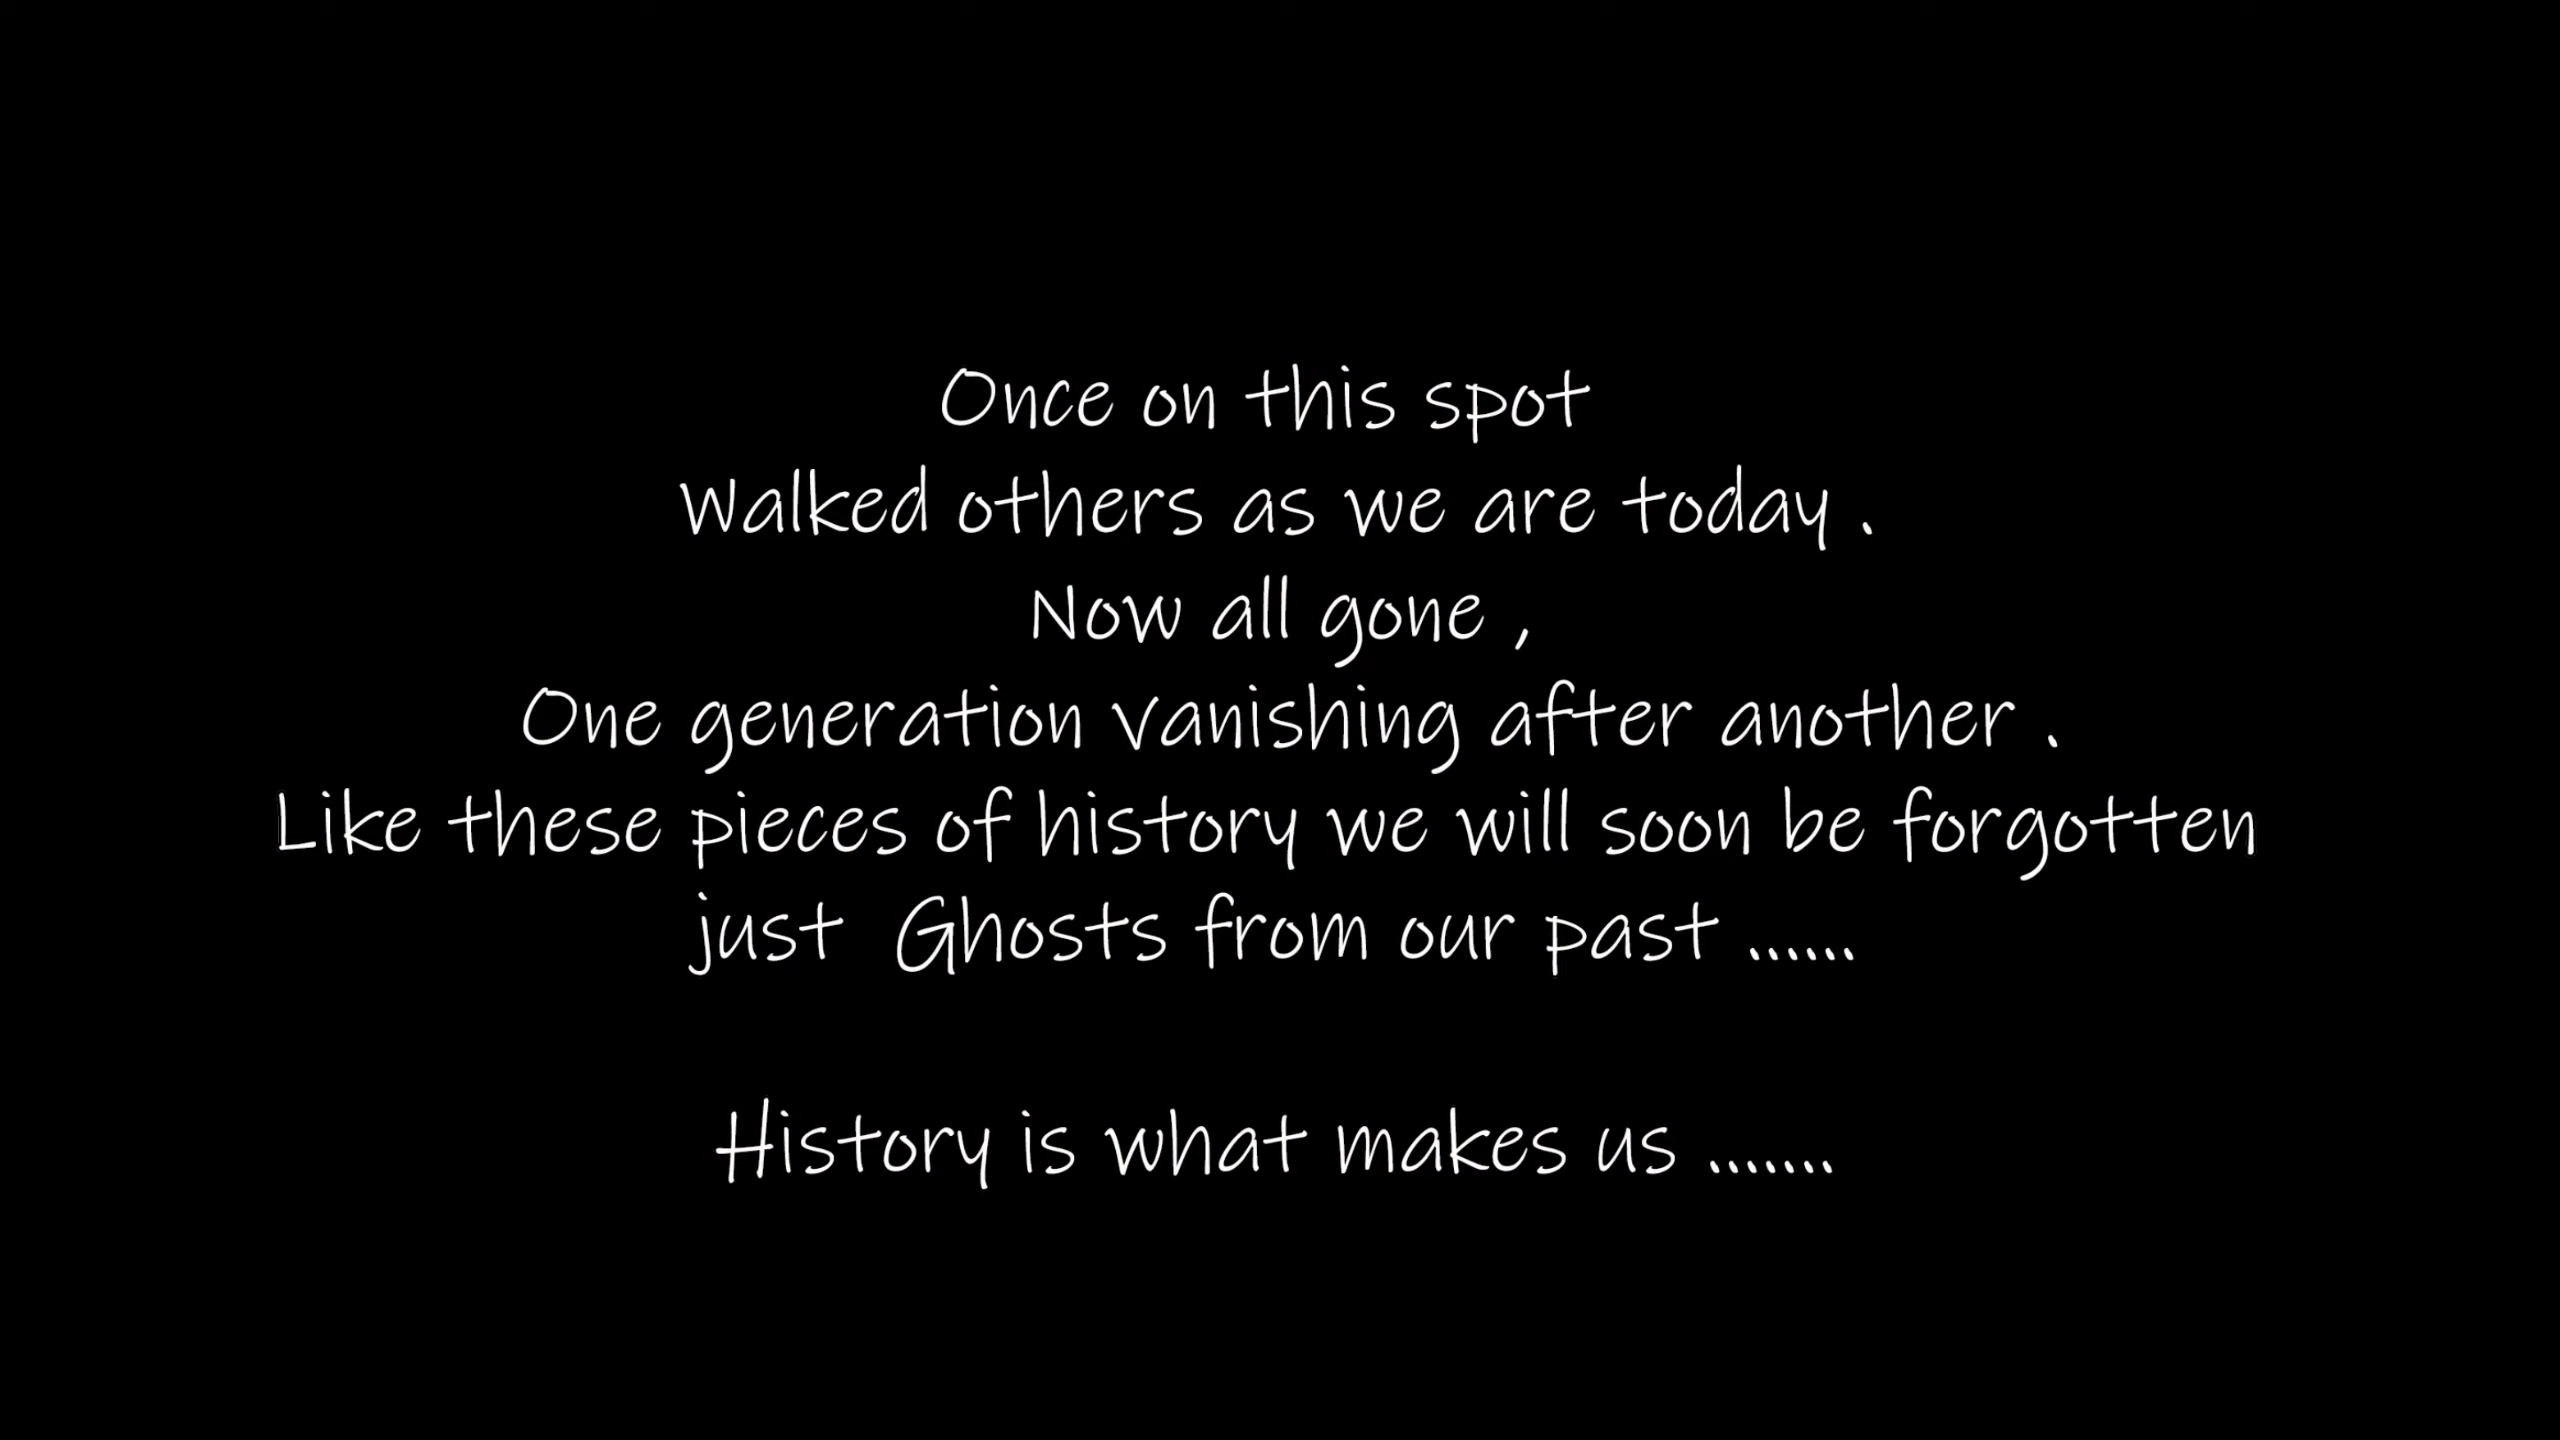 Once on this spot
Walked others as we are today .
Now all gone ,
One generation vanishing after another .
Like these pieces of history we will soon be forgotten
just  Ghosts from our past ......
History is what makes us .......